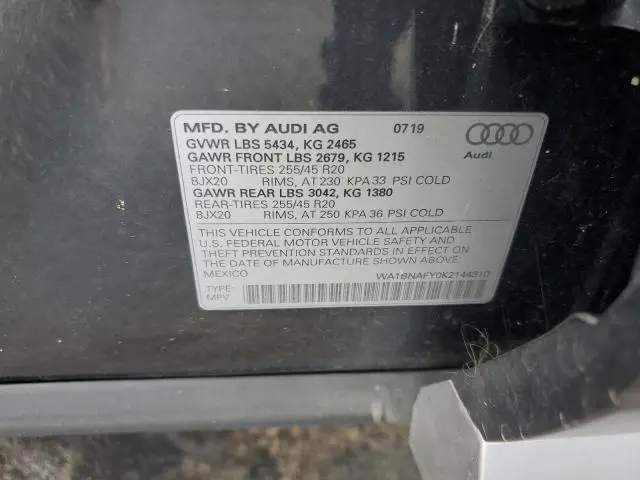 MFD. BY AUDI AG 07/19
GVWR LBS 5434, KG 2465
GAWR FRONT LBS 2679, KG 1215
FRONT-TIRES 255/45 R20
8JX20 RIMS, AT 230 KPA 33 PSI COLD
GAWR REAR LBS 3042, KG 1380
REAR-TIRES 255/45 R20
8JX20 RIMS, AT 250 KPA 36 PSI COLD
Audi
THIS VEHICLE CONFORMS TO ALL APPLICABLE
U.S. FEDERAL MOTOR VEHICLE SAFETY AND
THEFT PREVENTION STANDARDS IN EFFECT ON
DATE OF MANUFACTURE SHOWN ABOVE.
MEXICO WA1BNAFY0K2144310
TYPE:
MPV